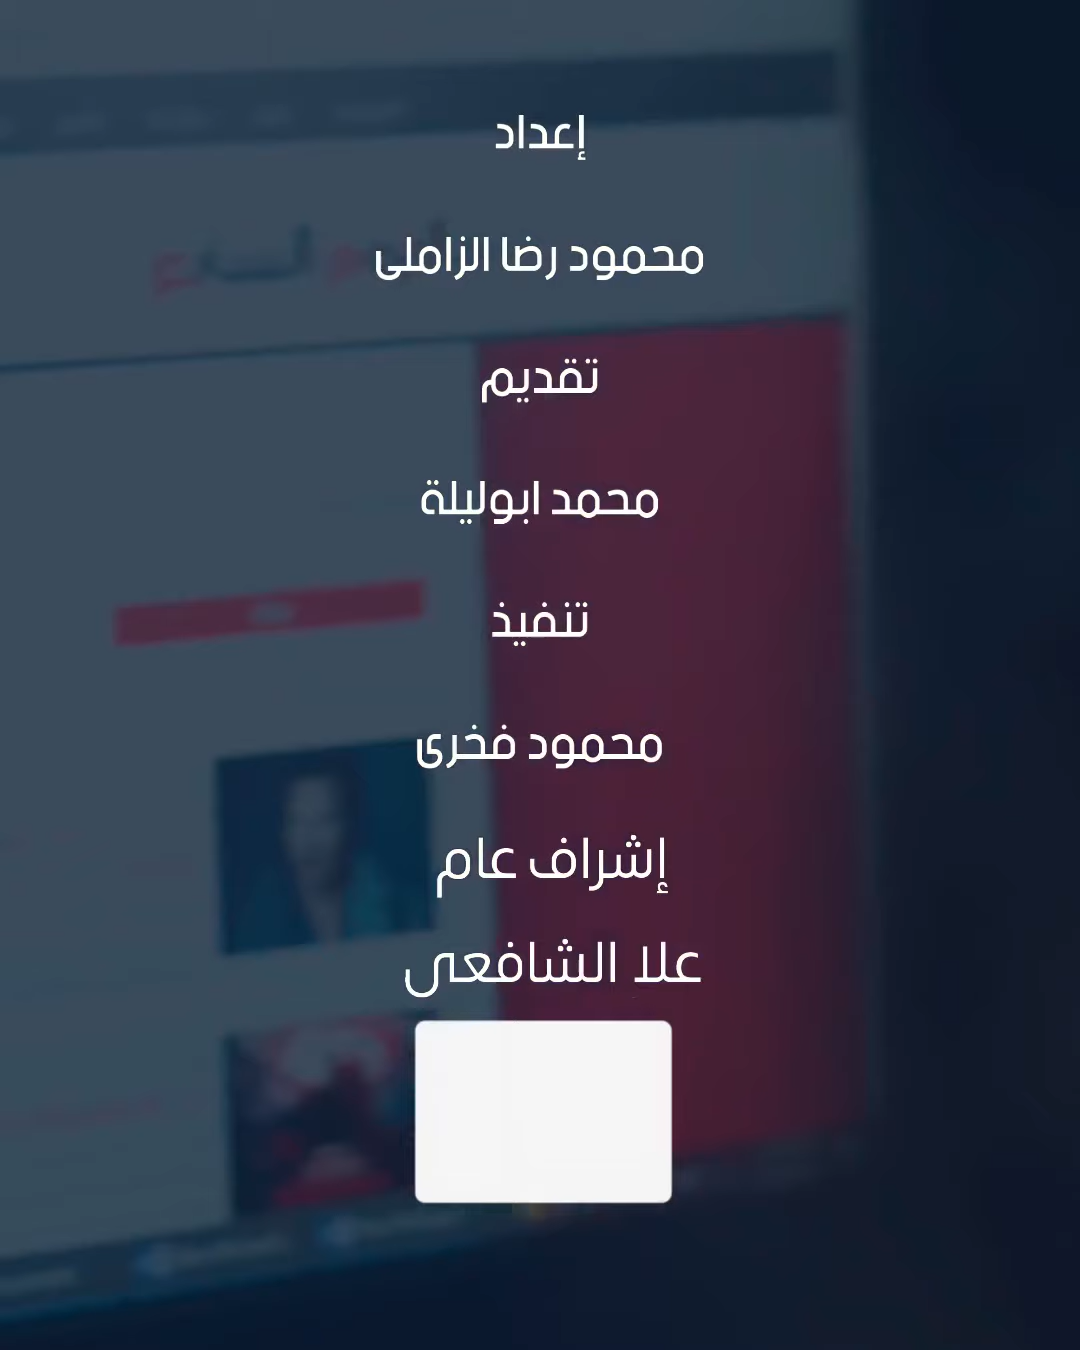 إعداد
محمود رضا الزاملى
تقديم
محمد ابوليلة
تنفيذ
محمود فخرى
إشراف عام
علا الشافعى